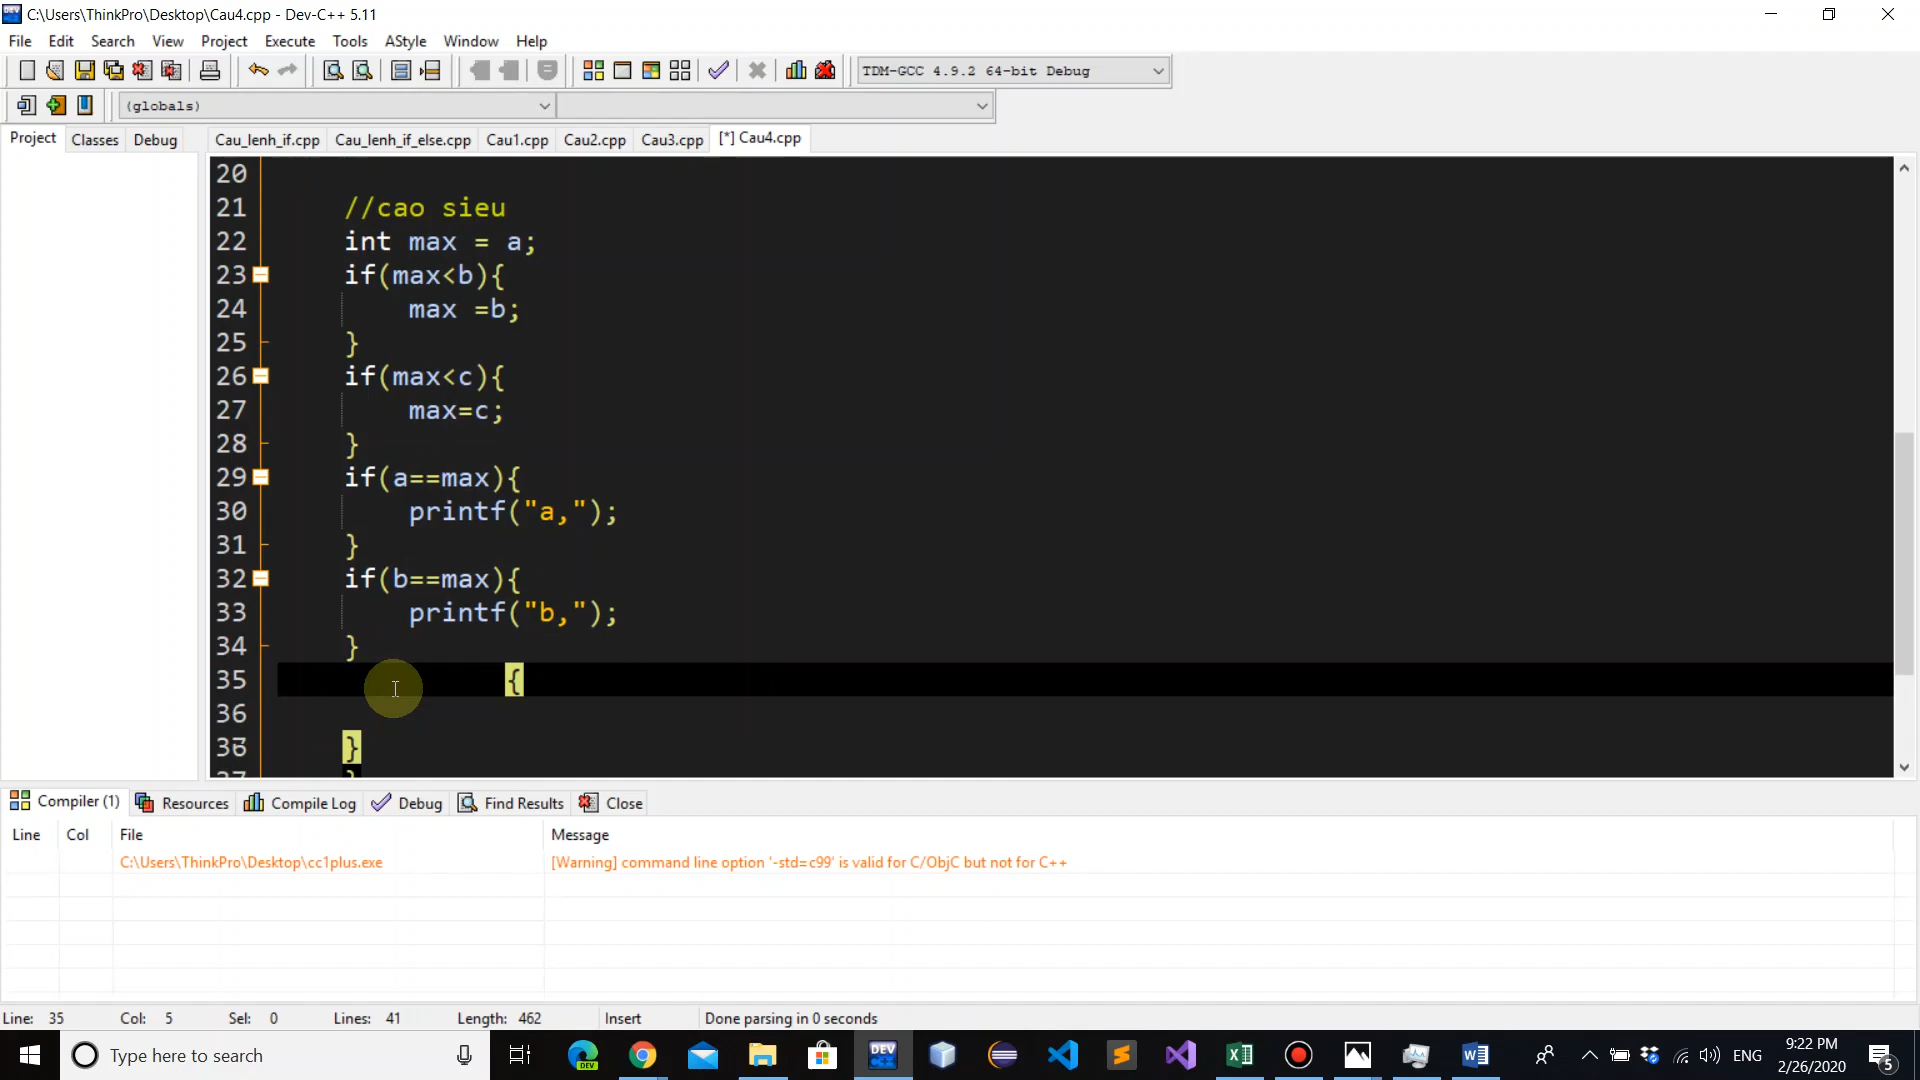 C:\Users\ThinkPro\Desktop\Cau4.cpp - Dev-C++ 5.11
File Edit Search View Project Execute Tools AStyle Window Help
TDM-GCC 4.9.2 64-bit Debug
(globals)
Project Classes Debug Cau_lenh_if.cpp Cau_lenh_if_else.cpp Cau1.cpp Cau2.cpp Cau3.cpp [*] Cau4.cpp
20
21 //cao sieu
22 int max = a;
23 if(max<b){
24 max =b;
25 }
26 if(max<c){
27 max=c;
28 }
29 if(a==max){
30 printf("a,");
31 }
32 if(b==max){
33 printf("b,");
34 }
35 {
36
}
Compiler (1) Resources Compile Log Debug Find Results Close
Line Col File Message
C:\Users\ThinkPro\Desktop\cc1plus.exe [Warning] command line option '-std=c99' is valid for C/ObjC but not for C++
Line: 35 Col: 5 Sel: 0 Lines: 41 Length: 462 Insert Done parsing in 0 seconds
Type here to search
DEV
DEV
ENG
9:22 PM
2/26/2020
5